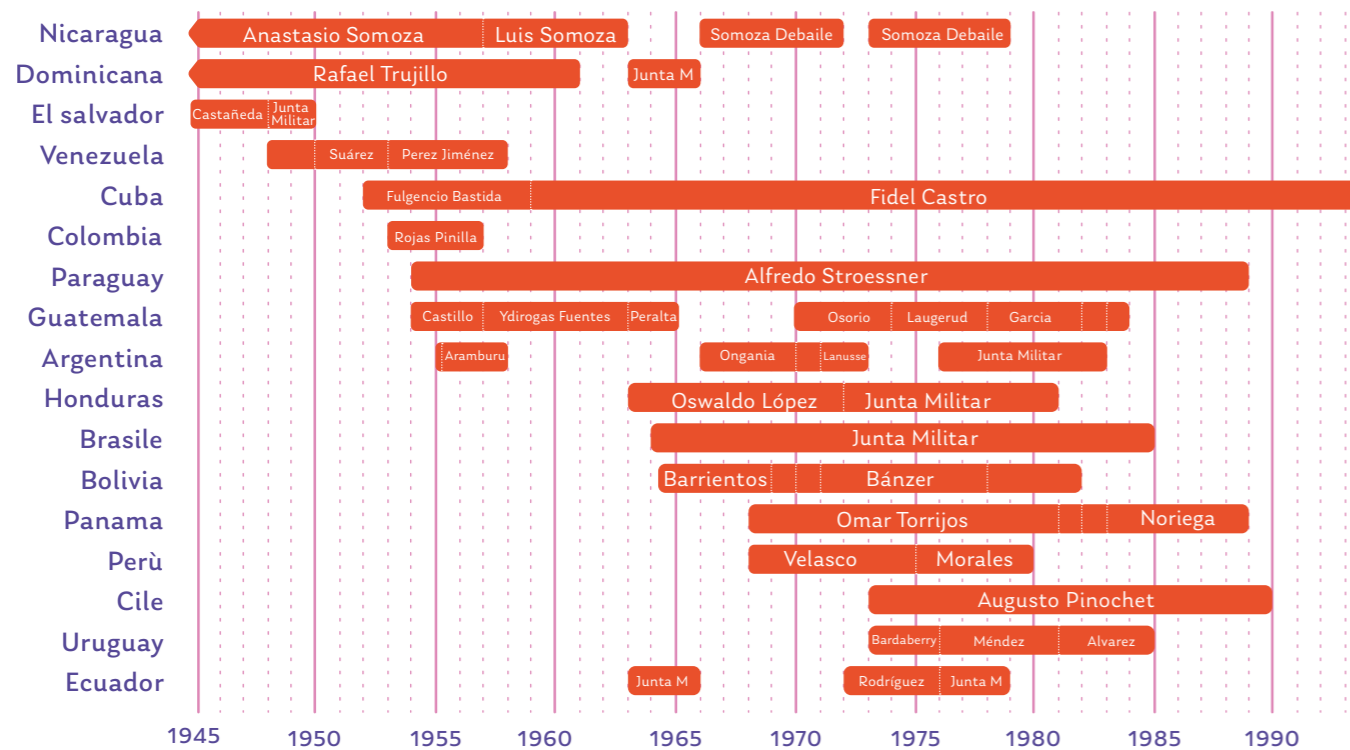 Nicaragua Anastasio Somoza Luis Somoza Somoza Debaile Somoza Debaile
Dominicana Rafael Trujillo Junta M
El salvador Castañeda Junta Militar
Venezuela Suárez Perez Jiménez
Cuba Fulgencio Bastida Fidel Castro
Colombia Rojas Pinilla
Paraguay Alfredo Stroessner
Guatemala Castillo Ydirogas Fuentes Peralta Osorio Laugerud Garcia
Argentina Aramburu Ongania Lanusse Junta Militar
Honduras Oswaldo López Junta Militar
Brasile Junta Militar
Bolivia Barrientos Bánzer
Panama Omar Torrijos Noriega
Perù Velasco Morales
Cile Augusto Pinochet
Uruguay Bardaberry Méndez Alvarez
Ecuador Junta M Rodríguez Junta M
1945 1950 1955 1960 1965 1970 1975 1980 1985 1990